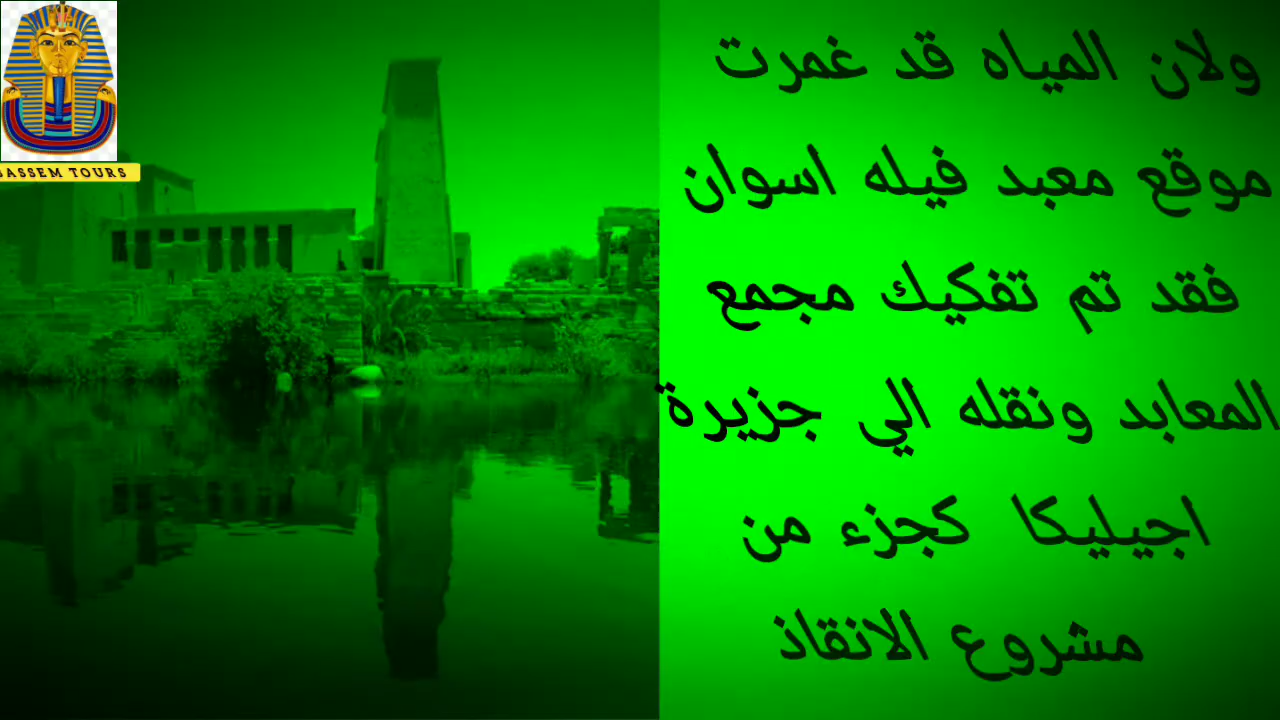 BASSEM TOURS
ولان المياه قد غمرت
موقع معبد فيله اسوان
فقد تم تفكيك مجمع
المعابد ونقله الي جزيرة
اجيليكا كجزء من
مشروع الانقاذ